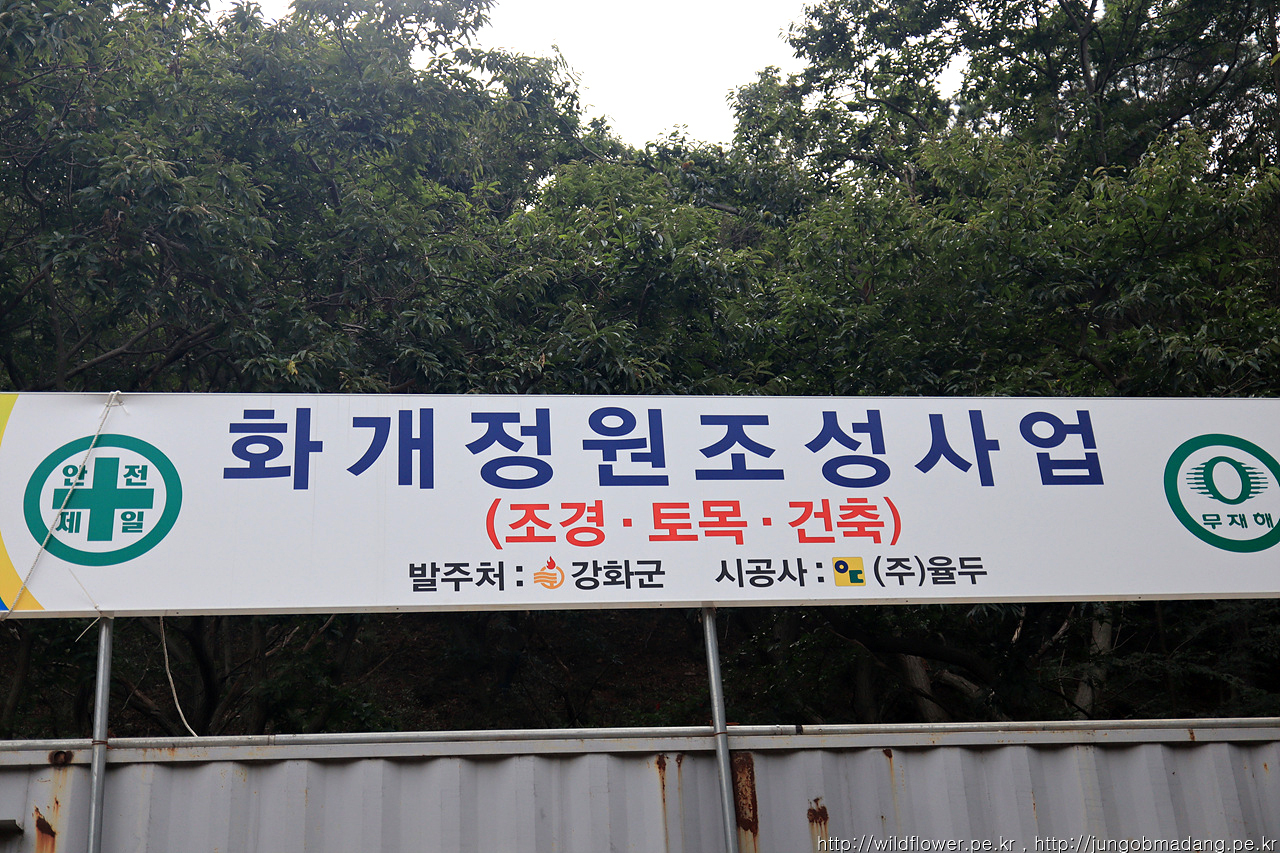 화개정원조성사업
(조경·토목·건축)
발주처 : 강화군 시공사 : (주)율두
안전
제일
무재해
http://wildflower.pe.kr , http://jungobmadang.pe.kr